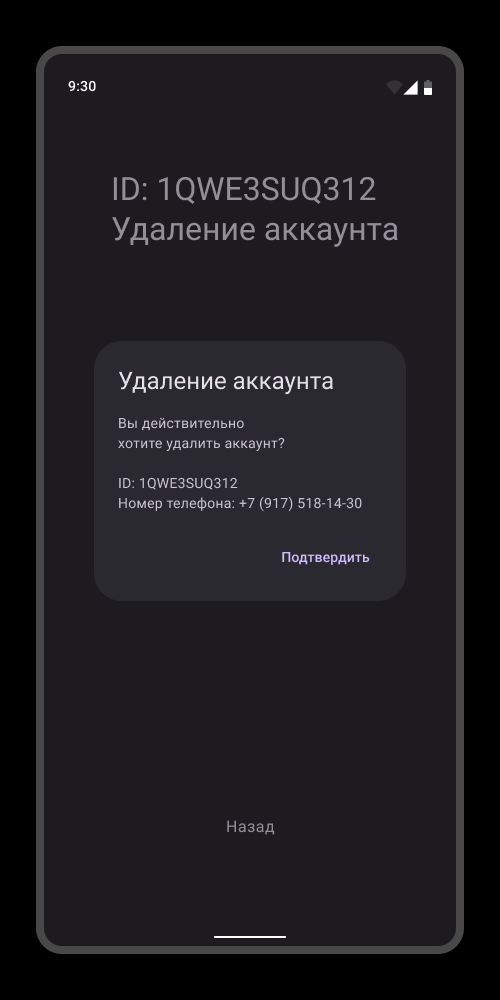 9:30
ID: 1QWE3SUQ312
Удаление аккаунта
Удаление аккаунта
Вы действительно
хотите удалить аккаунт?
ID: 1QWE3SUQ312
Номер телефона: +7 (917) 518-14-30
Подтвердить
Назад